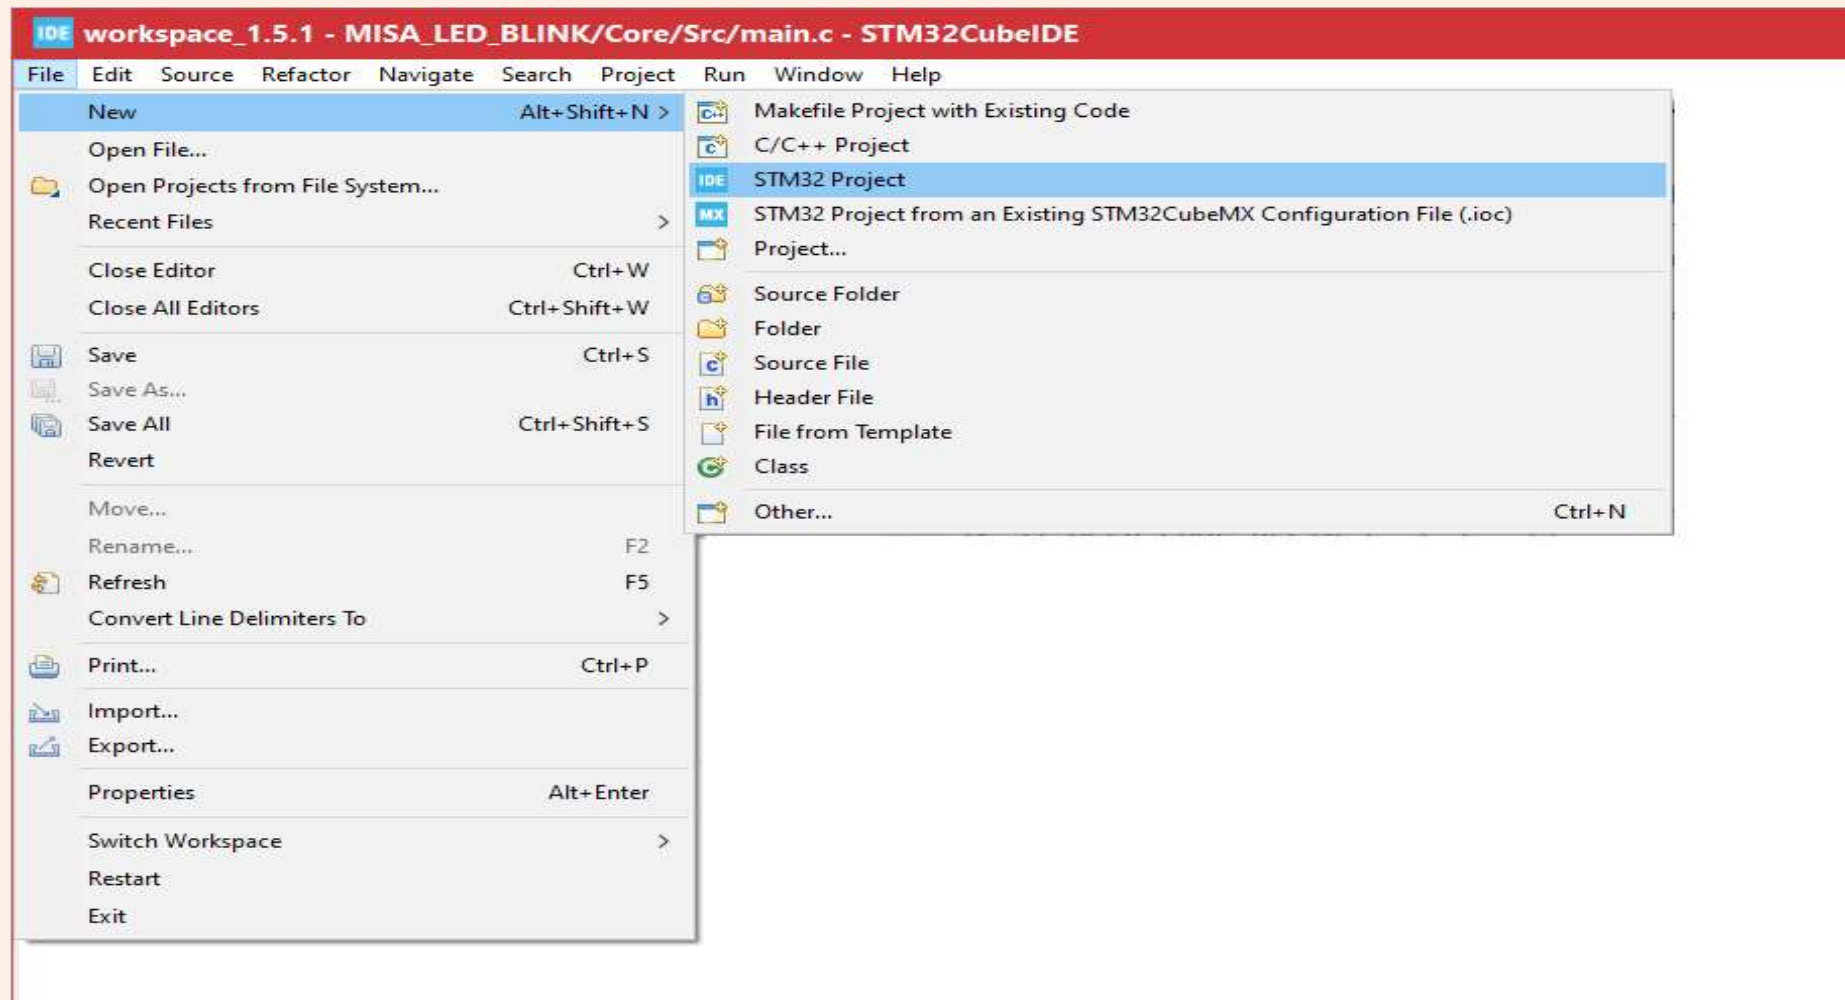 IDE workspace_1.5.1 - MISA_LED_BLINK/Core/Src/main.c - STM32CubeIDE
File Edit Source Refactor Navigate Search Project Run Window Help
New Alt+Shift+N >
Open File...
Open Projects from File System...
Recent Files >
Close Editor Ctrl+W
Close All Editors Ctrl+Shift+W
Save Ctrl+S
Save As...
Save All Ctrl+Shift+S
Revert
Move...
Rename... F2
Refresh F5
Convert Line Delimiters To >
Print... Ctrl+P
Import...
Export...
Properties Alt+Enter
Switch Workspace >
Restart
Exit
Makefile Project with Existing Code
C/C++ Project
IDE STM32 Project
MX STM32 Project from an Existing STM32CubeMX Configuration File (.ioc)
Project...
Source Folder
Folder
Source File
Header File
File from Template
Class
Other... Ctrl+N